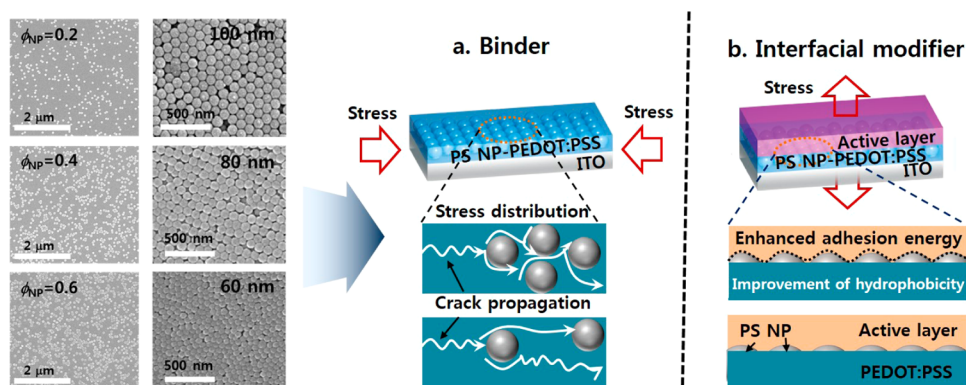 ϕNP=0.2
2 μm
100 nm
500 nm
ϕNP=0.4
2 μm
80 nm
500 nm
ϕNP=0.6
2 μm
60 nm
500 nm
a. Binder
Stress
Stress
PS NP-PEDOT:PSS
ITO
Stress distribution
Crack propagation
b. Interfacial modifier
Stress
Active layer
PS NP-PEDOT:PSS
ITO
Enhanced adhesion energy
Improvement of hydrophobicity
PS NP
Active layer
PEDOT:PSS